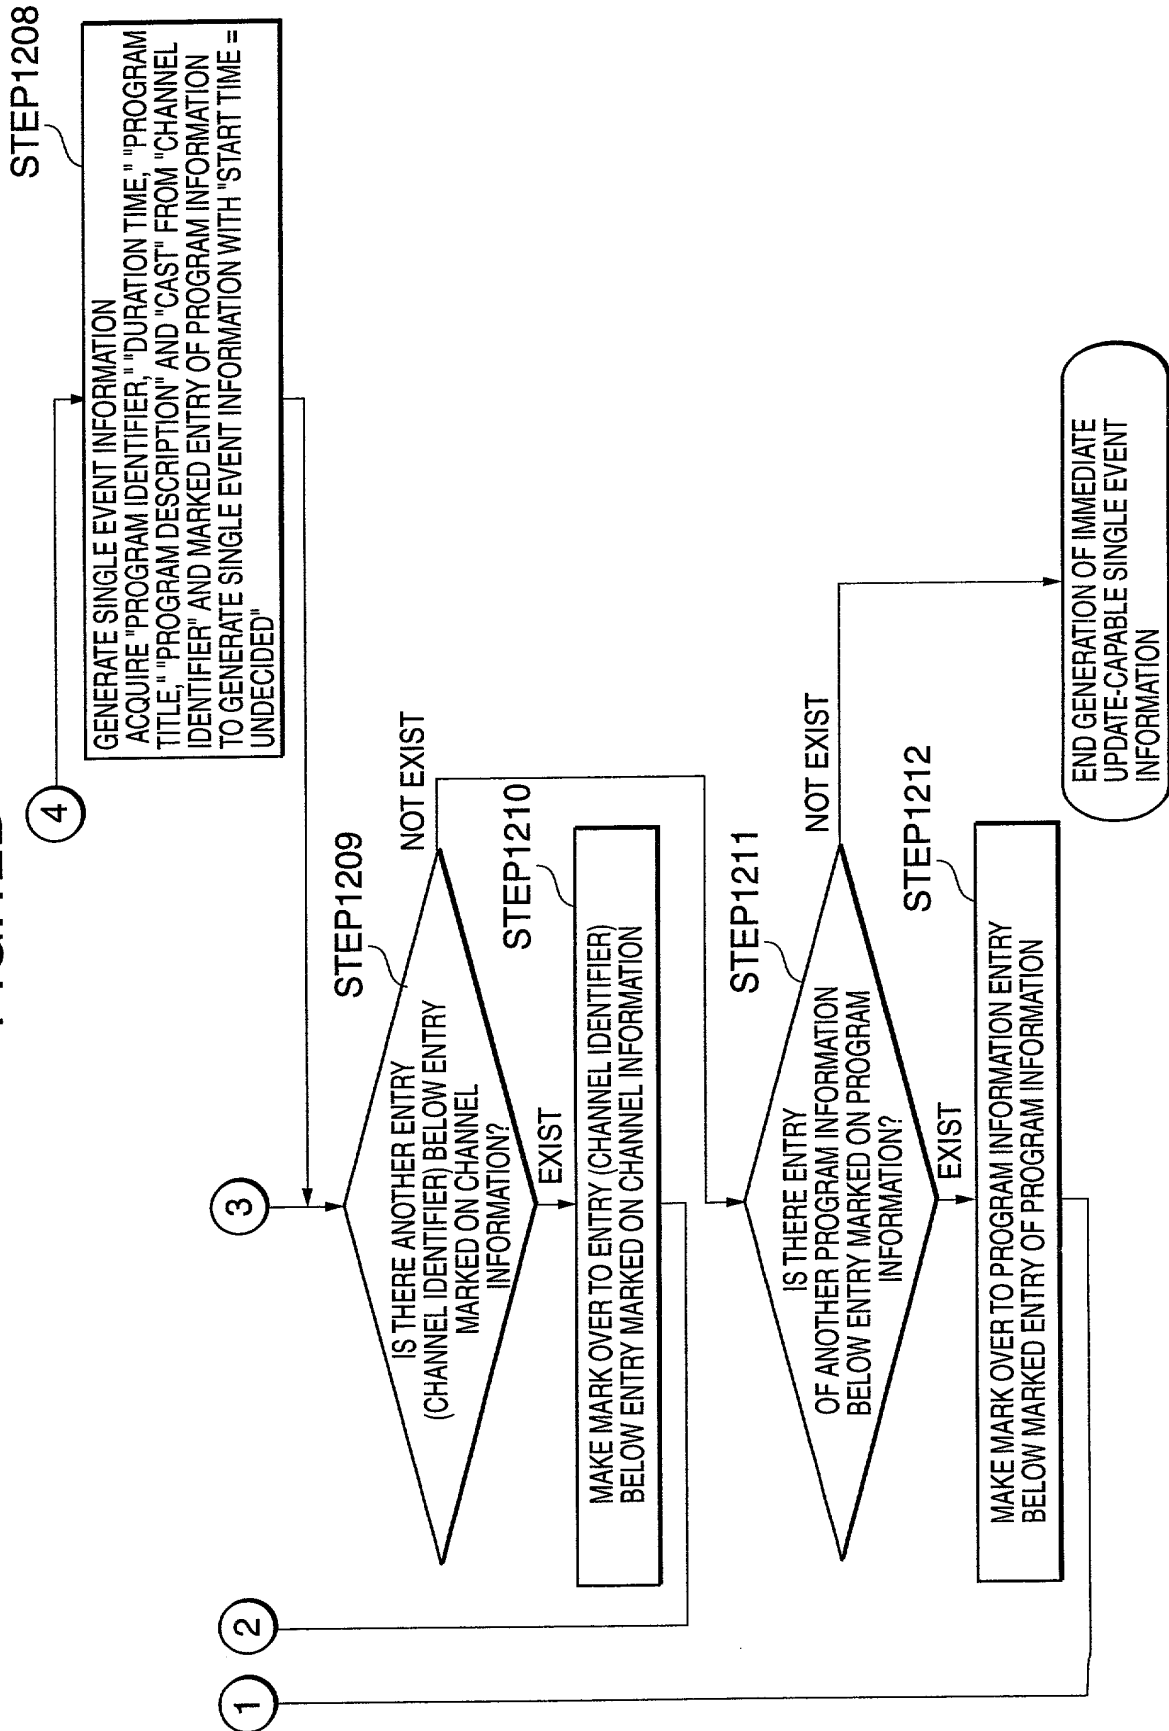 4
STEP1208
GENERATE SINGLE EVENT INFORMATION
ACQUIRE "PROGRAM IDENTIFIER," "DURATION TIME," "PROGRAM
TITLE," "PROGRAM DESCRIPTION" AND "CAST" FROM "CHANNEL
IDENTIFIER" AND MARKED ENTRY OF PROGRAM INFORMATION
TO GENERATE SINGLE EVENT INFORMATION WITH "START TIME =
UNDECIDED"
1
2
3
STEP1209
IS THERE ANOTHER ENTRY
(CHANNEL IDENTIFIER) BELOW ENTRY
MARKED ON CHANNEL
INFORMATION?
NOT EXIST
EXIST
STEP1210
MAKE MARK OVER TO ENTRY (CHANNEL IDENTIFIER)
BELOW ENTRY MARKED ON CHANNEL INFORMATION
STEP1211
IS THERE ENTRY
OF ANOTHER PROGRAM INFORMATION
BELOW ENTRY MARKED ON PROGRAM
INFORMATION?
NOT EXIST
EXIST
STEP1212
MAKE MARK OVER TO PROGRAM INFORMATION ENTRY
BELOW MARKED ENTRY OF PROGRAM INFORMATION
END GENERATION OF IMMEDIATE
UPDATE-CAPABLE SINGLE EVENT
INFORMATION